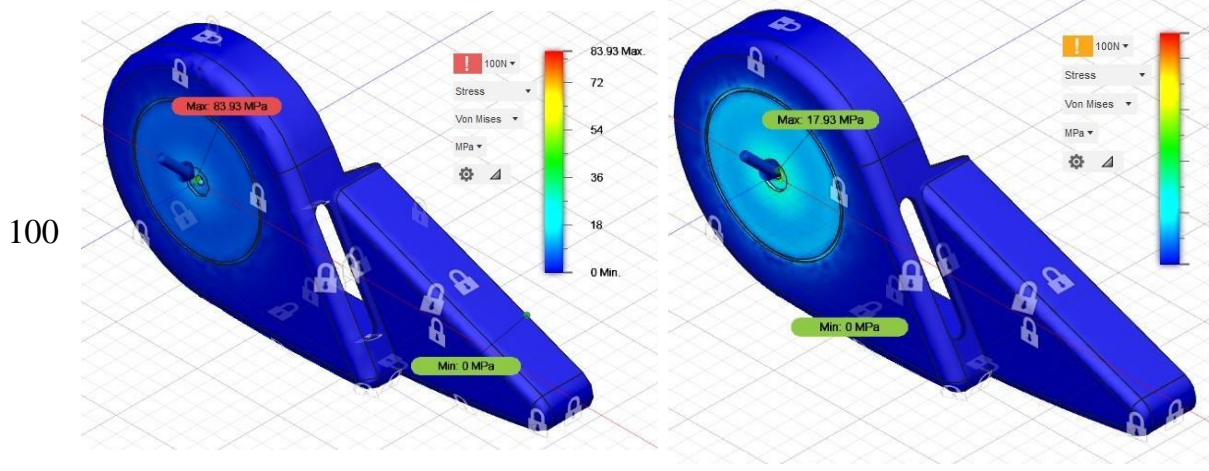 100
! 100N
Stress
Von Mises
MPa
83.93 Max.
72
54
36
18
0 Min.
Max: 83.93 MPa
Min: 0 MPa
! 100N
Stress
Von Mises
MPa
Max: 17.93 MPa
Min: 0 MPa